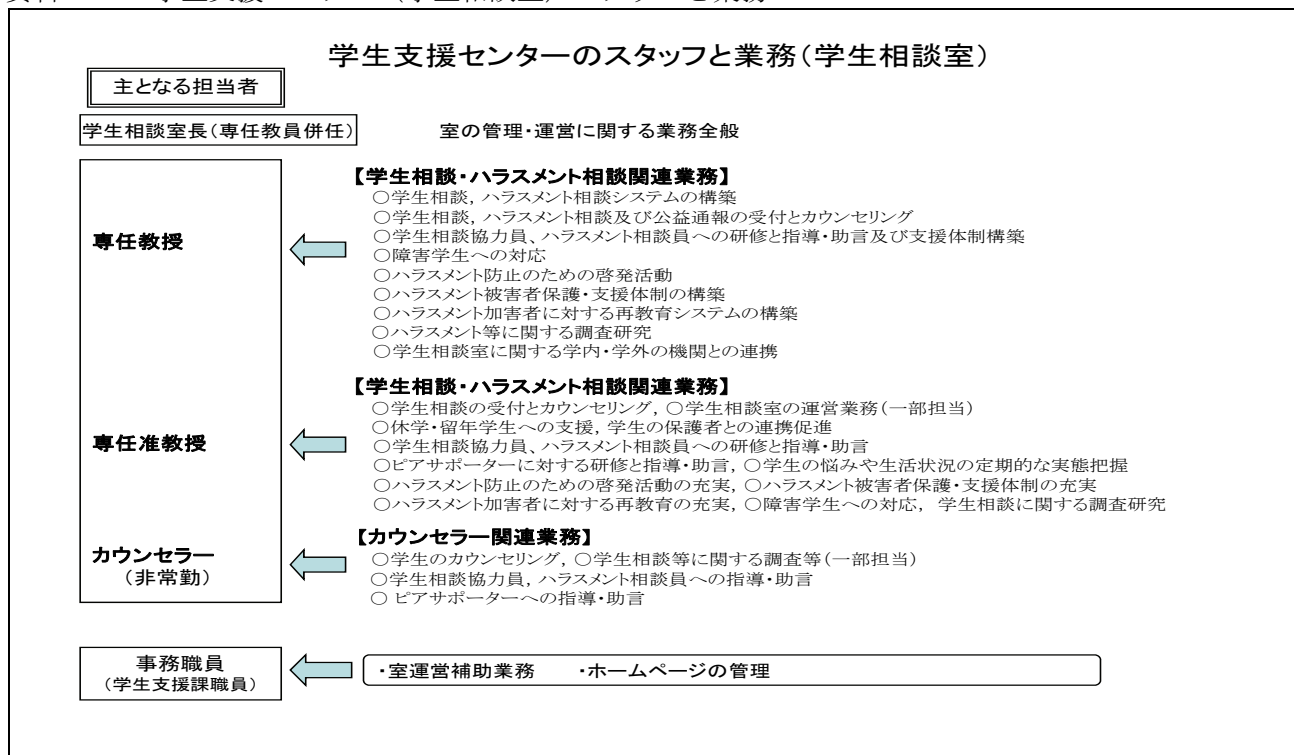 学生支援センターのスタッフと業務(学生相談室)
主となる担当者
学生相談室長(専任教員併任)
室の管理・運営に関する業務全般
【学生相談・ハラスメント相談関連業務】
○学生相談, ハラスメント相談システムの構築
○学生相談, ハラスメント相談及び公益通報の受付とカウンセリング
専任教授
○学生相談協力員、ハラスメント相談員への研修と指導・助言及び支援体制構築
○障害学生への対応
○ハラスメント防止のための啓発活動
○ハラスメント被害者保護・支援体制の構築
○ハラスメント加害者に対する再教育システムの構築
○ハラスメント等に関する調査研究
○学生相談室に関する学内・学外の機関との連携
【学生相談・ハラスメント相談関連業務】
○学生相談の受付とカウンセリング, ○学生相談室の運営業務(一部担当)
○休学・留年学生への支援, 学生の保護者との連携促進
専任准教授
○学生相談協力員、ハラスメント相談員への研修と指導・助言
○ピアサポーターに対する研修と指導・助言, ○学生の悩みや生活状況の定期的な実態把握
○ハラスメント防止のための啓発活動の充実, ○ハラスメント被害者保護・支援体制の充実
○ハラスメント加害者に対する再教育の充実, ○障害学生への対応, 学生相談に関する調査研究
【カウンセラー関連業務】
カウンセラー
(非常勤)
○学生のカウンセリング, ○学生相談等に関する調査等(一部担当)
○学生相談協力員, ハラスメント相談員への指導・助言
○ ピアサポーターへの指導・助言
事務職員
(学生支援課職員)
・室運営補助業務 ・ホームページの管理